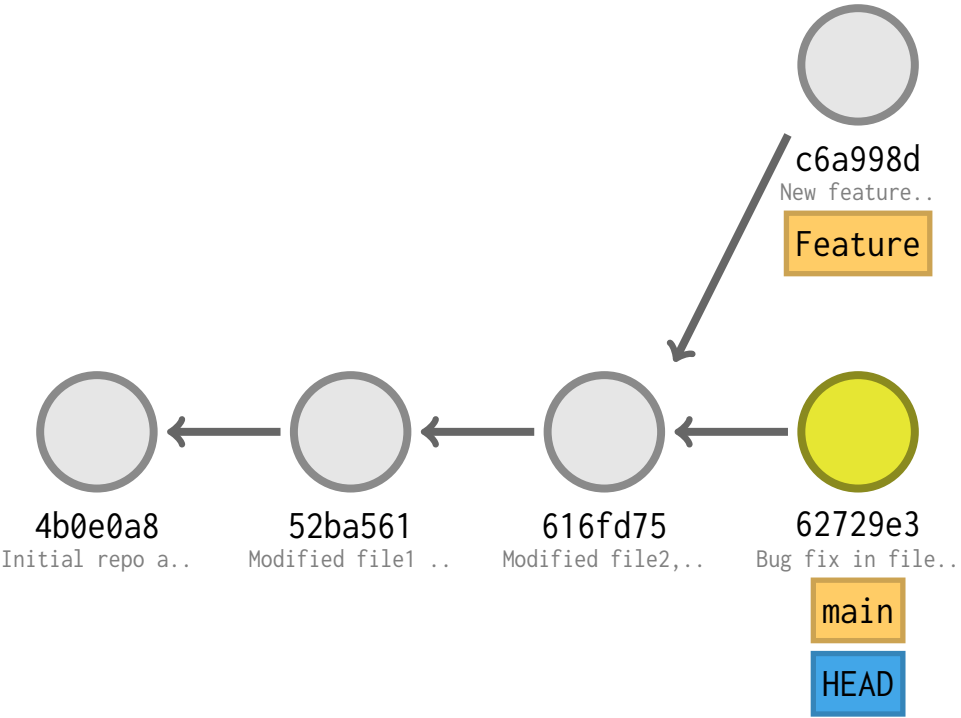 c6a998d
New feature..
Feature
4b0e0a8
Initial repo a..
52ba561
Modified file1 ..
616fd75
Modified file2,..
62729e3
Bug fix in file..
main
HEAD